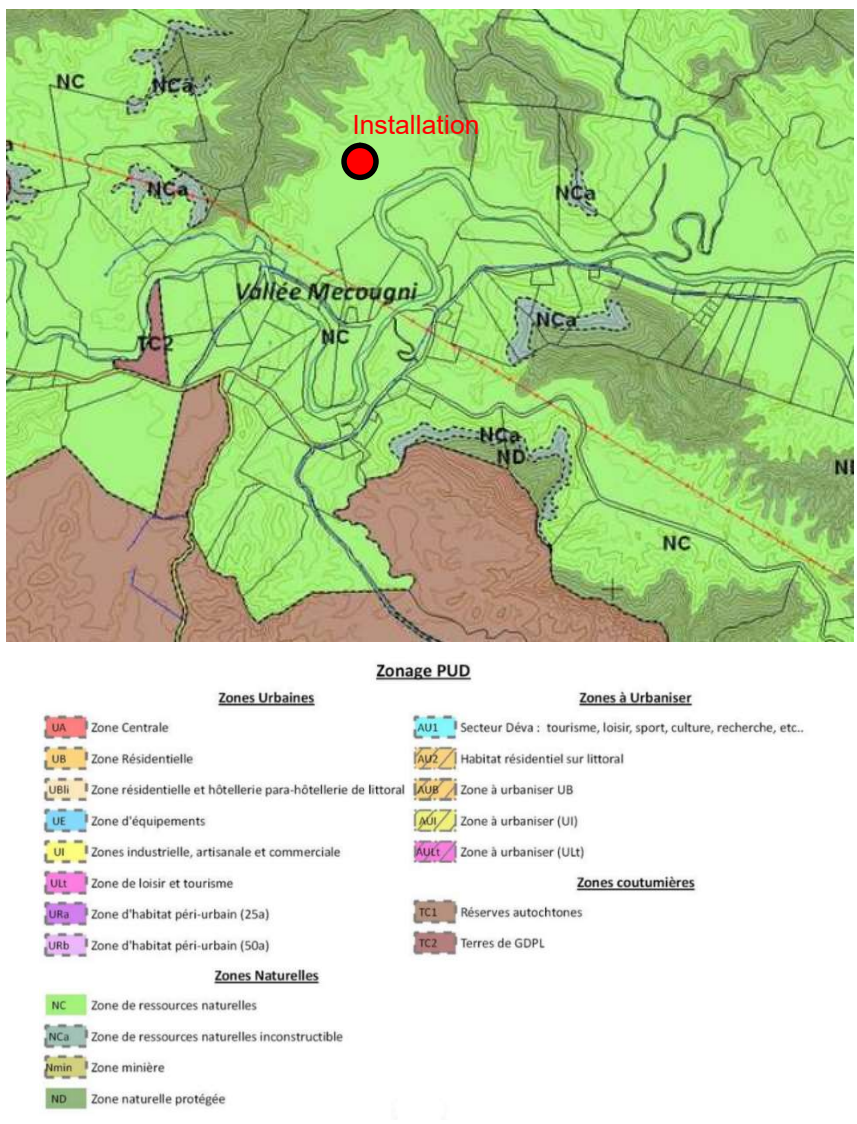 NC
NCa
Installation
a
NCa
NCa
Vallée Mecougni
NCa
TC2
NC
NCa
ND
NC
Zonage PUD
Zones Urbaines
UA Zone Centrale
UB Zone Résidentielle
UBli Zone résidentielle et hôtellerie para-hôtellerie de littoral
UE Zone d'équipements
UI Zones industrielle, artisanale et commerciale
ULt Zone de loisir et tourisme
URa Zone d'habitat péri-urbain (25a)
URb Zone d'habitat péri-urbain (50a)
Zones Naturelles
NC Zone de ressources naturelles
NCa Zone de ressources naturelles inconstructible
Nmin Zone minière
ND Zone naturelle protégée
Zones à Urbaniser
AU1 Secteur Déva : tourisme, loisir, sport, culture, recherche, etc..
AU2 Habitat résidentiel sur littoral
AUB Zone à urbaniser UB
AUI Zone à urbaniser (UI)
AULt Zone à urbaniser (ULt)
Zones coutumières
TC1 Réserves autochtones
TC2 Terres de GDPL